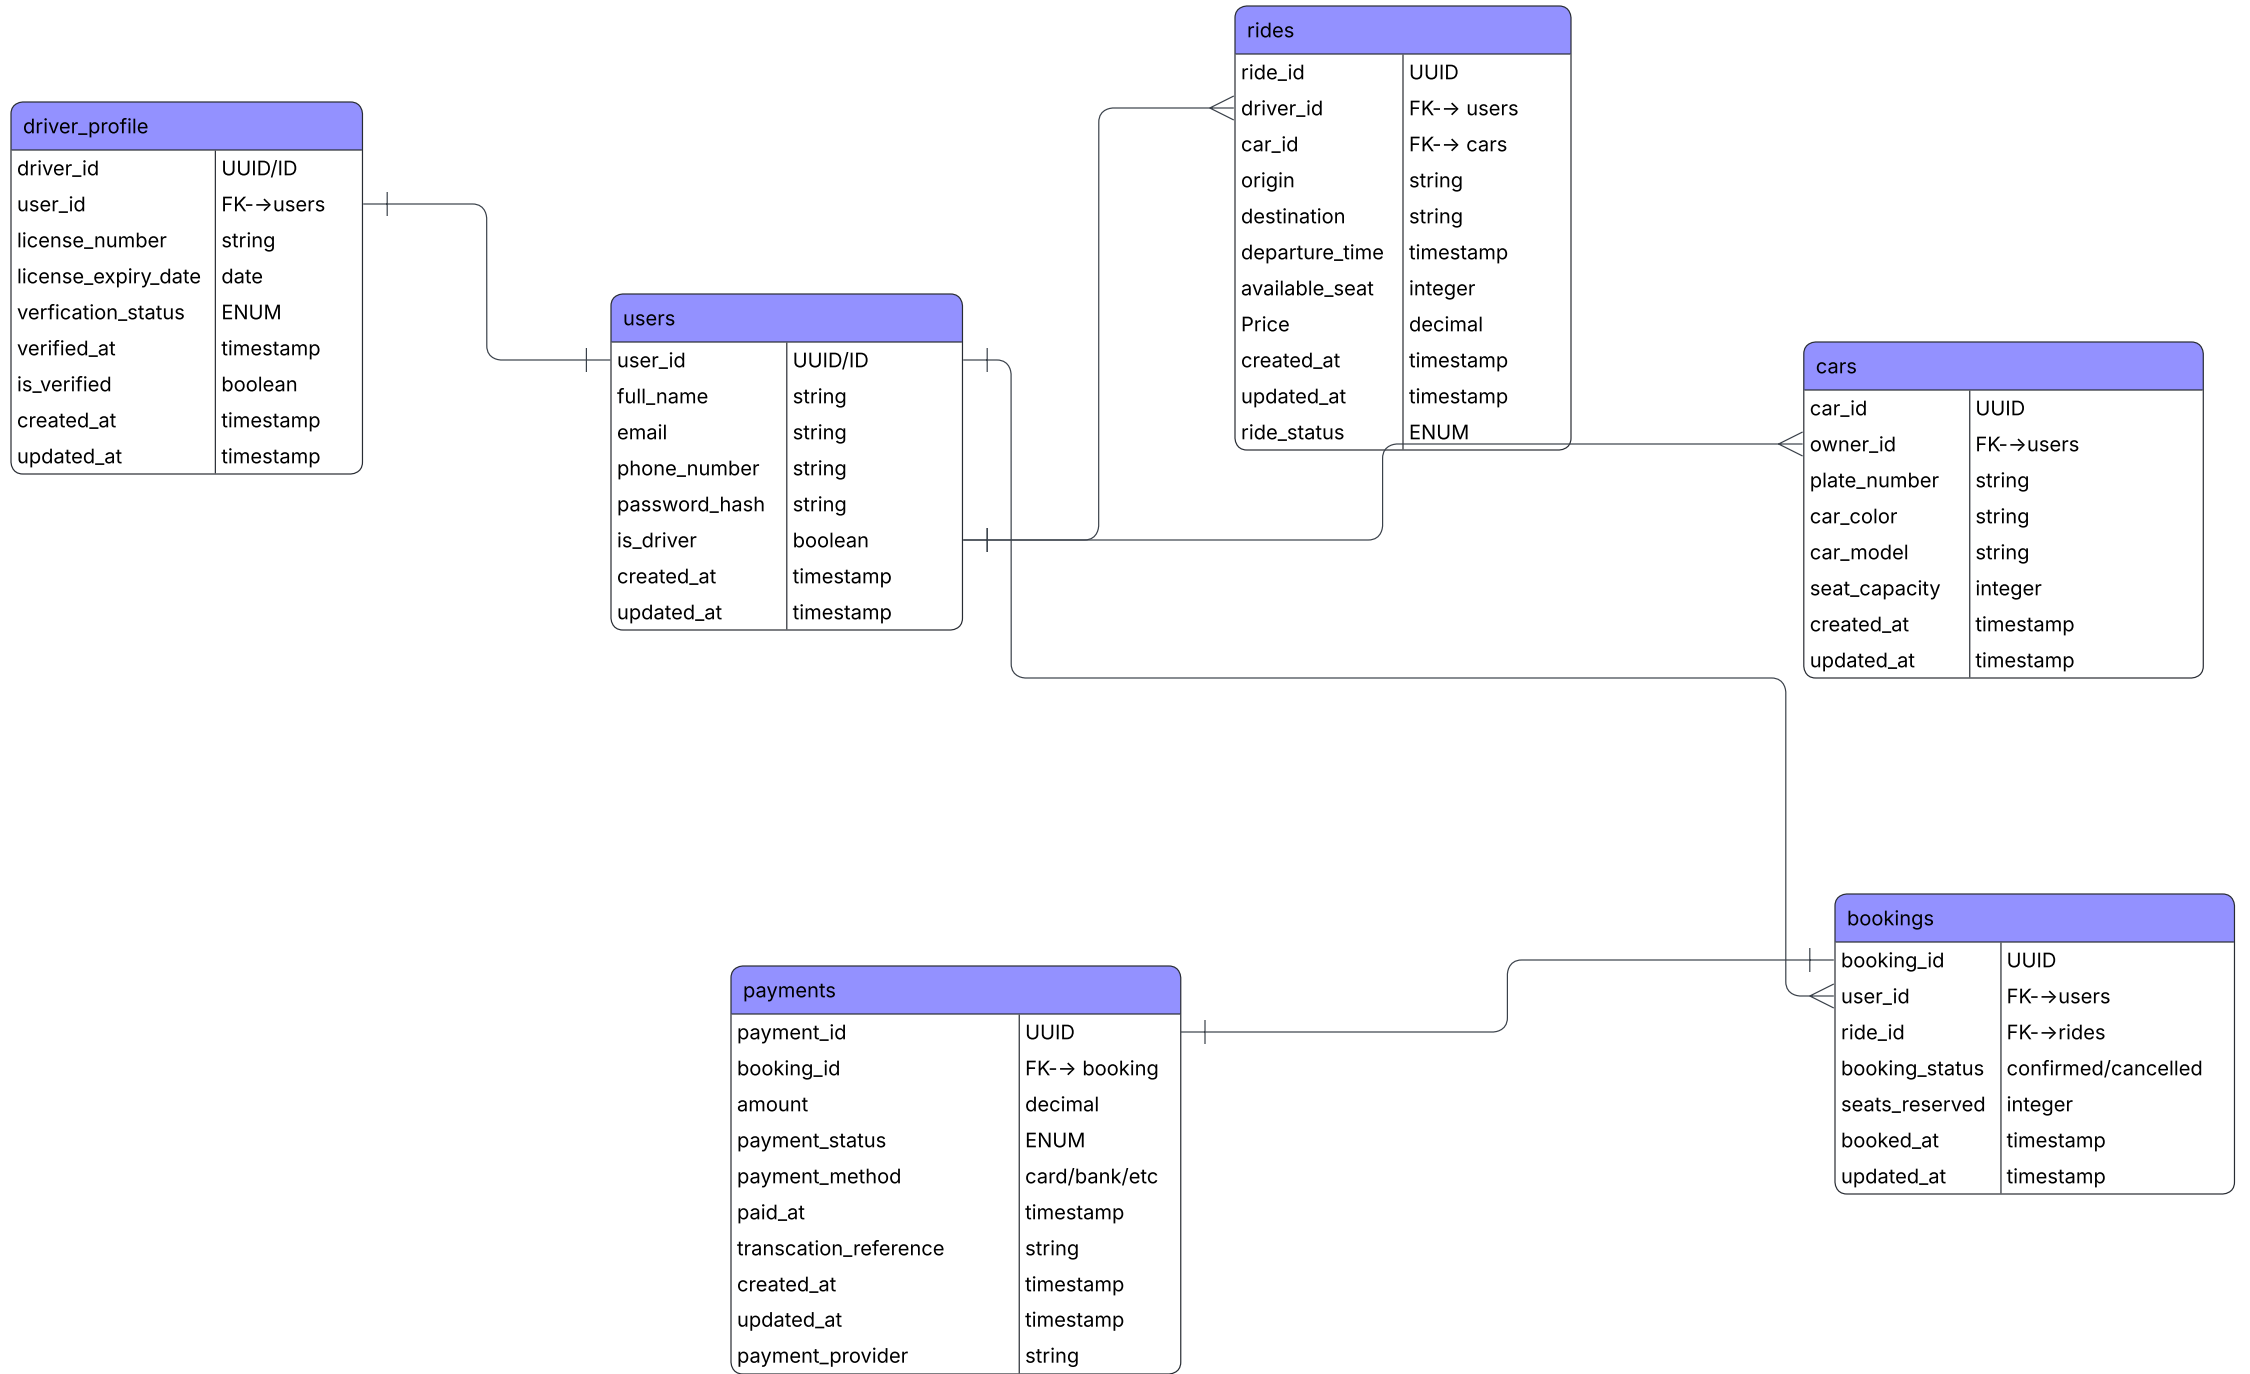 driver_profile
driver_id UUID/ID
user_id FK-→users
license_number string
license_expiry_date date
verfication_status ENUM
verified_at timestamp
is_verified boolean
created_at timestamp
updated_at timestamp
users
user_id UUID/ID
full_name string
email string
phone_number string
password_hash string
is_driver boolean
created_at timestamp
updated_at timestamp
rides
ride_id UUID
driver_id FK-→ users
car_id FK-→ cars
origin string
destination string
departure_time timestamp
available_seat integer
Price decimal
created_at timestamp
updated_at timestamp
ride_status ENUM
cars
car_id UUID
owner_id FK-→users
plate_number string
car_color string
car_model string
seat_capacity integer
created_at timestamp
updated_at timestamp
payments
payment_id UUID
booking_id FK-→ booking
amount decimal
payment_status ENUM
payment_method card/bank/etc
paid_at timestamp
transcation_reference string
created_at timestamp
updated_at timestamp
payment_provider string
bookings
booking_id UUID
user_id FK-→users
ride_id FK-→rides
booking_status confirmed/cancelled
seats_reserved integer
booked_at timestamp
updated_at timestamp